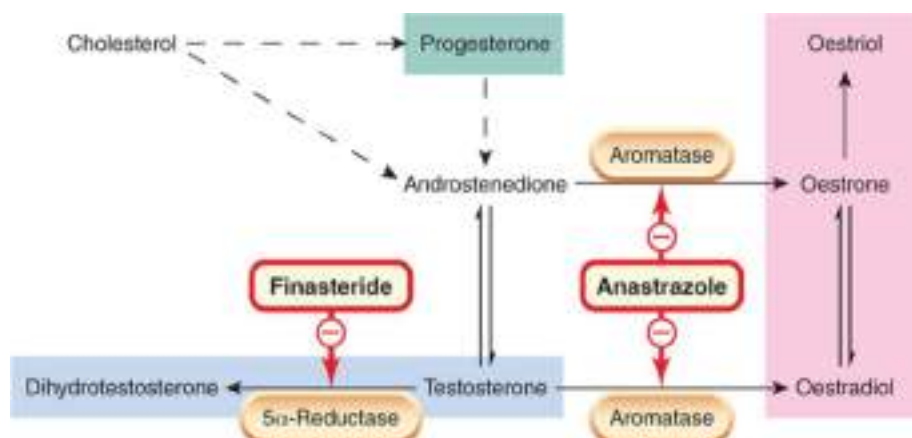 Cholesterol
Progesterone
Oestriol
Aromatase
Androstenedione
Oestrone
Finasteride
Anastrazole
Dihydrotestosterone
Testosterone
Oestradiol
5α-Reductase
Aromatase